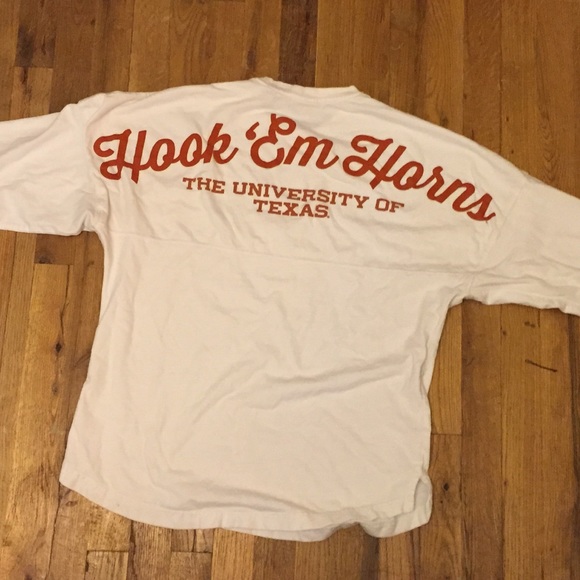 Hook 'Em Horns
THE UNIVERSITY OF
TEXAS